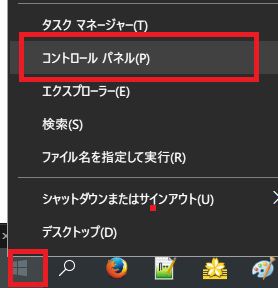 タスク マネージャー(T)
コントロール パネル(P)
エクスプローラー(E)
検索(S)
ファイル名を指定して実行(R)
シャットダウンまたはサインアウト(U)
デスクトップ(D)